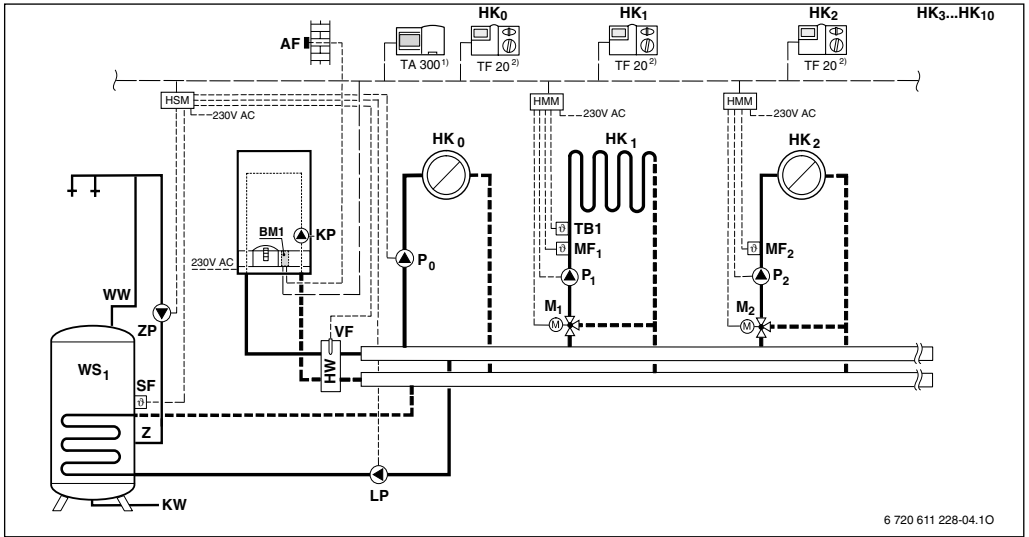 HK0
HK1
HK2
HK3...HK10
AF
TA 300 1)
TF 20 2)
TF 20 2)
TF 20 2)
HSM
230V AC
HMM
230V AC
HMM
230V AC
HK 0
HK 1
HK 2
BM1
KP
230V AC
P0
TB1
MF1
P1
M1
M
MF2
P2
M2
M
WW
ZP
VF
HW
WS1
SF
ϑ
ϑ
ϑ
ϑ
Z
LP
KW
6 720 611 228-04.1O